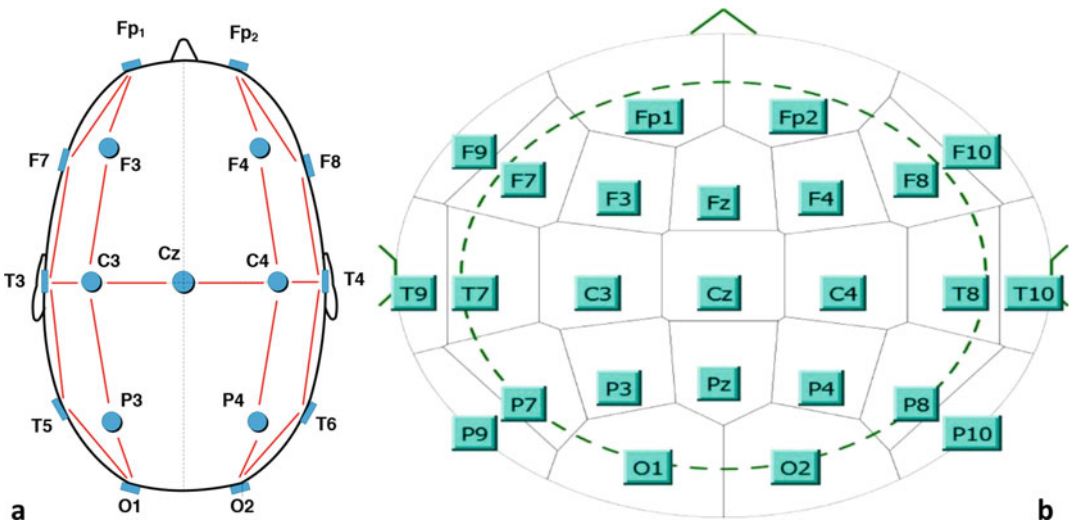 Fp₁ Fp₂
F7 F3 F4 F8
T3 C3 Cz C4 T4
T5 P3 P4 T6
O1 O2
a
Fp1 Fp2
F9 F10
F7 F8
F3 Fz F4
T9 T7 C3 Cz C4 T8 T10
P3 Pz P4
P7 P8
P9 P10
O1 O2
b